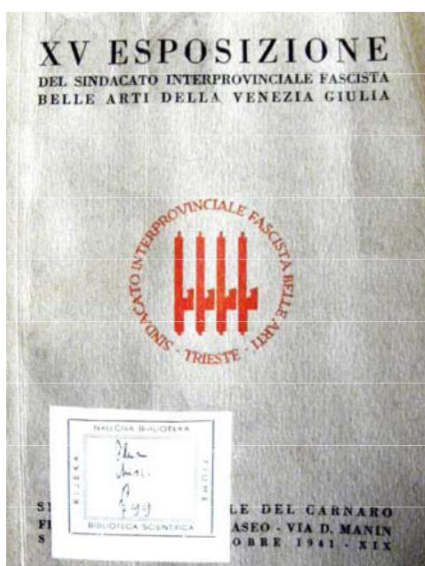 XV ESPOSIZIONE
DEL SINDACATO INTERPROVINCIALE FASCISTA
BELLE ARTI DELLA VENEZIA GIULIA
SINDACATO INTERPROVINCIALE FASCISTA BELLE ARTI
· TRIESTE ·
NAUČNA BIBLIOTEKA
RIJEKA
FIUME
799
BIBLIOTECA SCIENTIFICA
LE DEL CARNARO
ASEO - VIA D. MANIN
OBRE 1941 - XIX